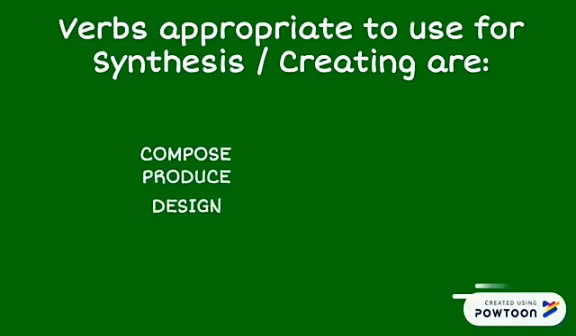 Verbs appropriate to use for
Synthesis / Creating are:
COMPOSE
PRODUCE
DESIGN
CREATED USING
POWTOON